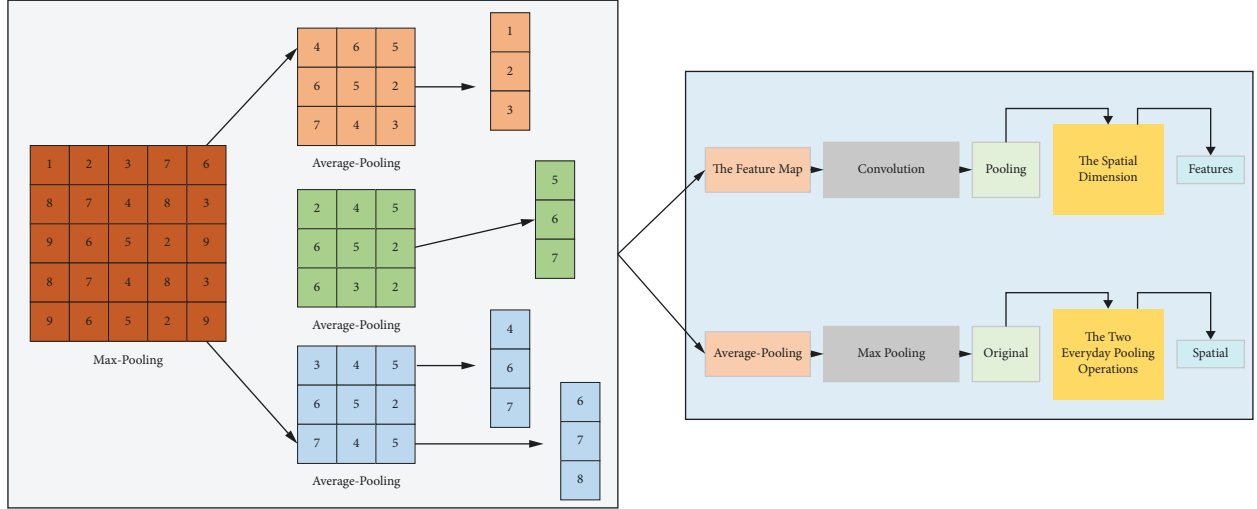 1 2 3 7 6
8 7 4 8 3
9 6 5 2 9
8 7 4 8 3
9 6 5 2 9
Max-Pooling
4 6 5
6 5 2
7 4 3
Average-Pooling
1
2
3
2 4 5
6 5 2
6 3 2
Average-Pooling
5
6
7
3 4 5
6 5 2
7 4 5
Average-Pooling
4
6
7
6
7
8
The Feature Map
Convolution
Pooling
The Spatial
Dimension
Features
Average-Pooling
Max Pooling
Original
The Two
Everyday Pooling
Operations
Spatial